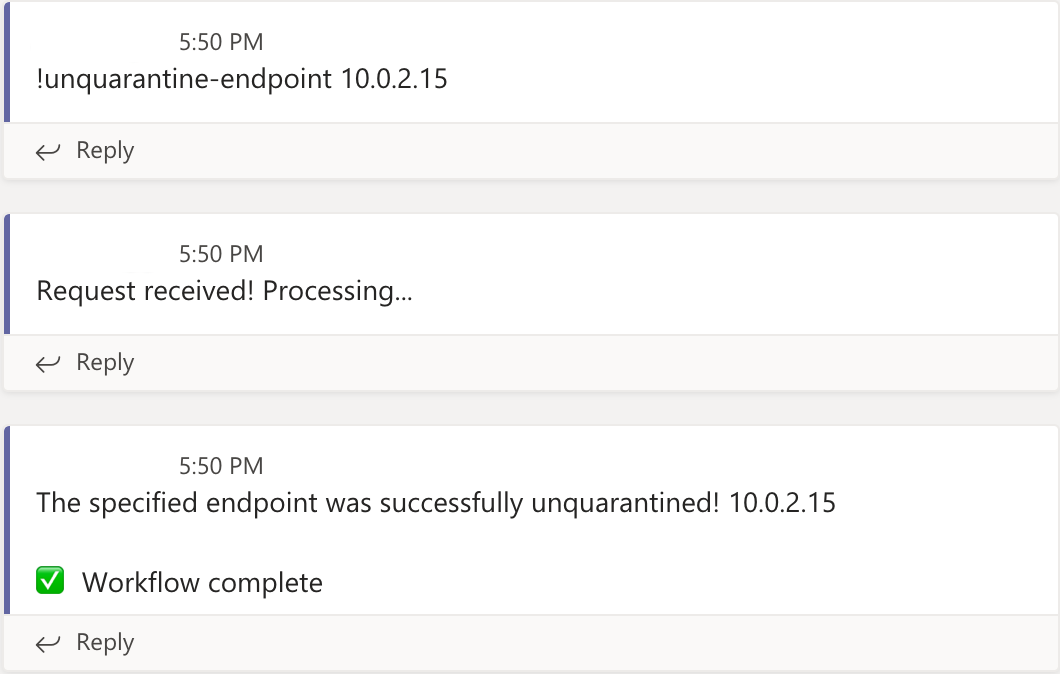 5:50 PM
!unquarantine-endpoint 10.0.2.15
Reply
5:50 PM
Request received! Processing...
Reply
5:50 PM
The specified endpoint was successfully unquarantined! 10.0.2.15
✅ Workflow complete
Reply